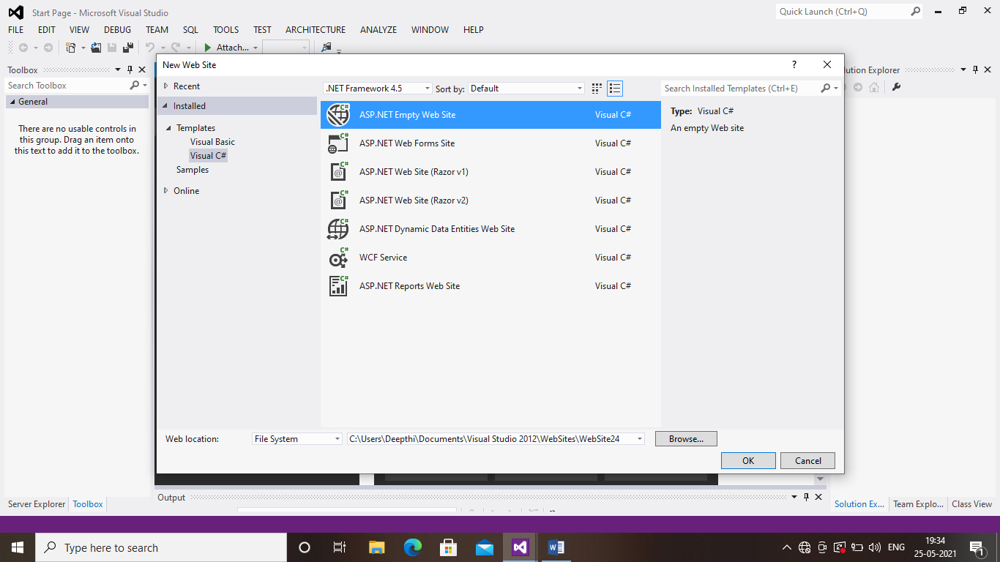 Start Page - Microsoft Visual Studio
Quick Launch (Ctrl+Q)
FILE EDIT VIEW DEBUG TEAM SQL TOOLS TEST ARCHITECTURE ANALYZE WINDOW HELP
Attach...
Toolbox
Search Toolbox
General
There are no usable controls in
this group. Drag an item onto
this text to add it to the toolbox.
Server Explorer Toolbox
New Web Site
?
Recent
Installed
Templates
Visual Basic
Visual C#
Samples
Online
.NET Framework 4.5 Sort by: Default
Search Installed Templates (Ctrl+E)
C# ASP.NET Empty Web Site Visual C#
C# ASP.NET Web Forms Site Visual C#
C# @ ASP.NET Web Site (Razor v1) Visual C#
C# @ ASP.NET Web Site (Razor v2) Visual C#
C# ASP.NET Dynamic Data Entities Web Site Visual C#
C# WCF Service Visual C#
C# ASP.NET Reports Web Site Visual C#
Type: Visual C#
An empty Web site
Web location: File System C:\Users\Deepthi\Documents\Visual Studio 2012\WebSites\WebSite24 Browse...
OK Cancel
lution Explorer
Output
Solution Ex... Team Explo... Class View
Type here to search
W
ENG
19:34
25-05-2021
1